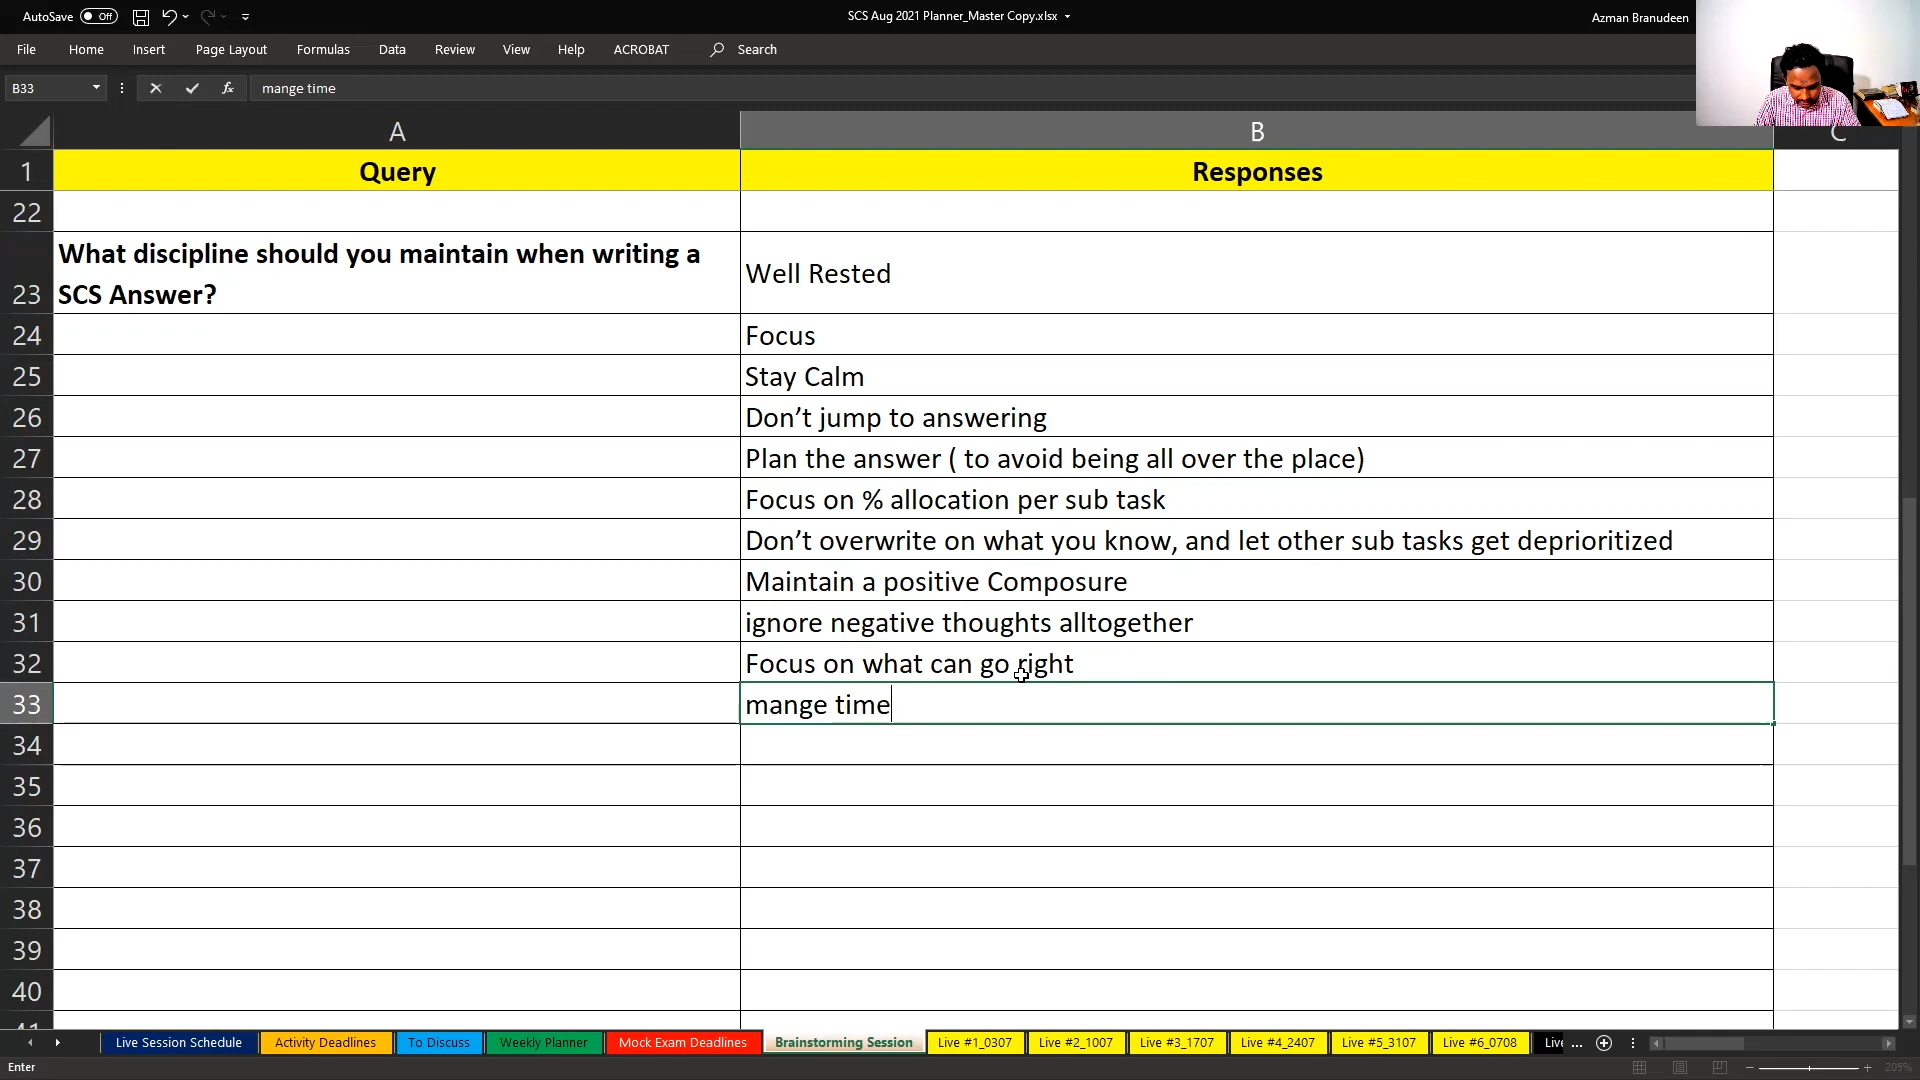 AutoSave Off
SCS Aug 2021 Planner_Master Copy.xlsx
Azman Branudeen
File Home Insert Page Layout Formulas Data Review View Help ACROBAT Search
B33 fx mange time
A B C
1 Query Responses
22
23 What discipline should you maintain when writing a
SCS Answer? Well Rested
24 Focus
25 Stay Calm
26 Don’t jump to answering
27 Plan the answer ( to avoid being all over the place)
28 Focus on % allocation per sub task
29 Don’t overwrite on what you know, and let other sub tasks get deprioritized
30 Maintain a positive Composure
31 ignore negative thoughts alltogether
32 Focus on what can go right
33 mange time
34
35
36
37
38
39
40
41
Live Session Schedule Activity Deadlines To Discuss Weekly Planner Mock Exam Deadlines Brainstorming Session Live #1_0307 Live #2_1007 Live #3_1707 Live #4_2407 Live #5_3107 Live #6_0708 Live ...
Enter 205%